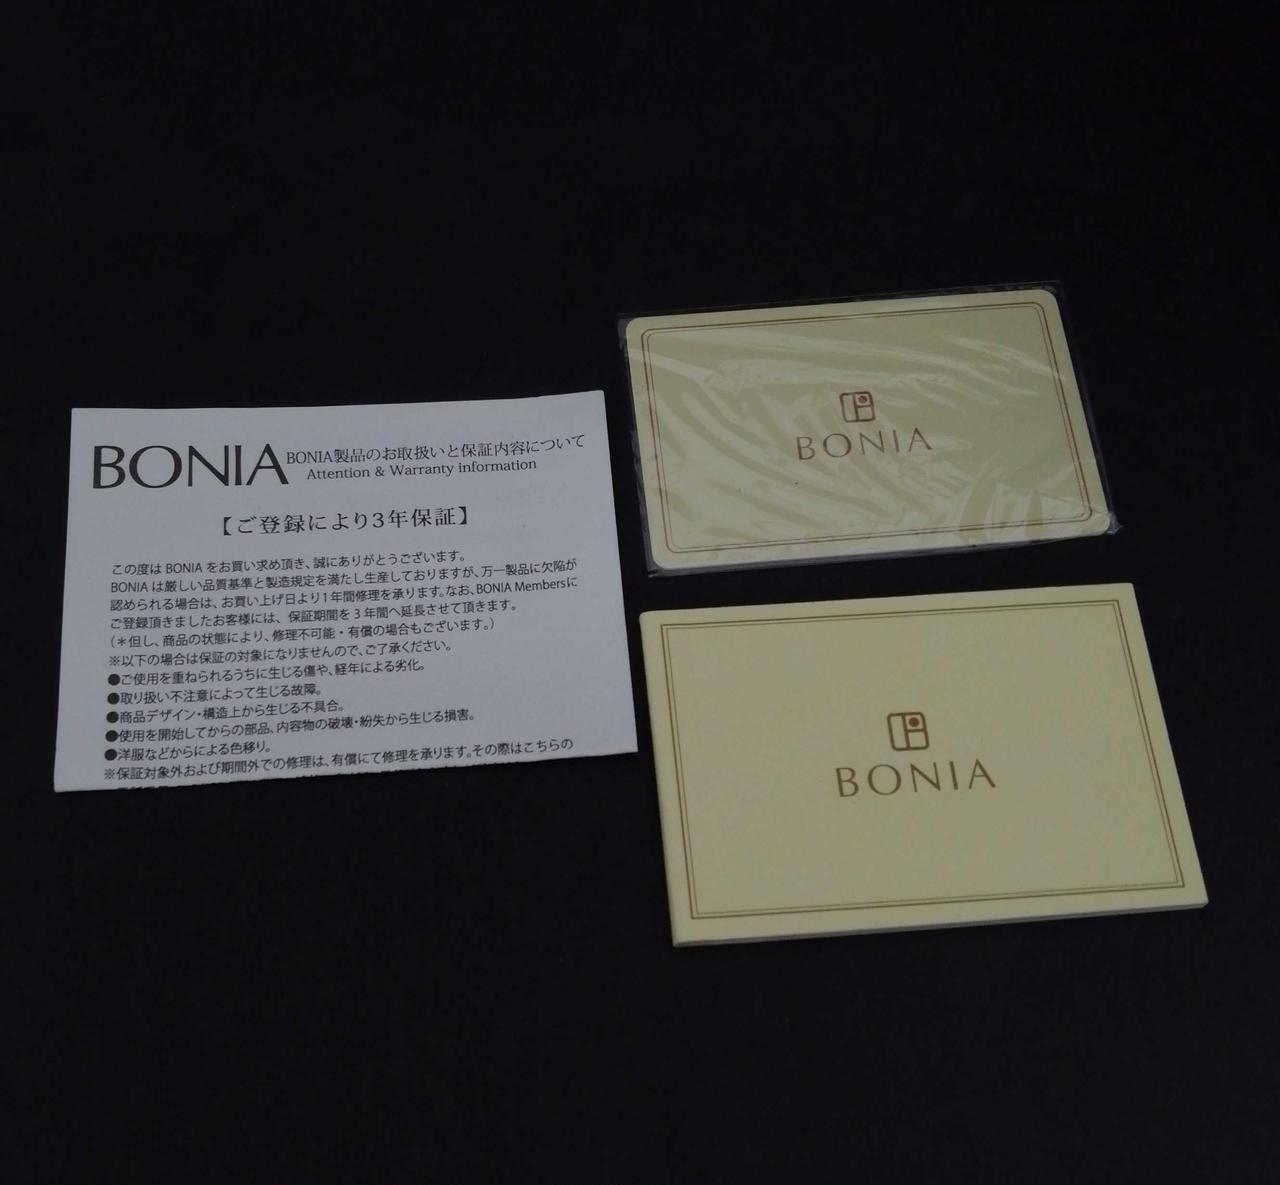 BONIA BONIA製品のお取扱いと保証内容について
Attention & Warranty information
【ご登録により3年保証】
この度は BONIA をお買い求め頂き、誠にありがとうございます。
BONIA は厳しい品質基準と製造規定を満たし生産しておりますが、万一製品に欠陥が
認められる場合は、お買い上げ日より1年間修理を承ります。なお、BONIA Membersに
ご登録頂きましたお客様には、保証期間を 3 年間へ延長させて頂きます。
（＊但し、商品の状態により、修理不可能・有償の場合もございます。）
※以下の場合は保証の対象になりませんので、ご了承ください。
●ご使用を重ねられるうちに生じる傷や、経年による劣化。
●取り扱い不注意によって生じる故障。
●商品デザイン・構造上から生じる不具合。
●使用を開始してからの部品、内容物の破壊・紛失から生じる損害。
●洋服などからによる色移り。
※保証対象外および期間外での修理は、有償にて修理を承ります。その際はこちらの
BONIA
BONIA